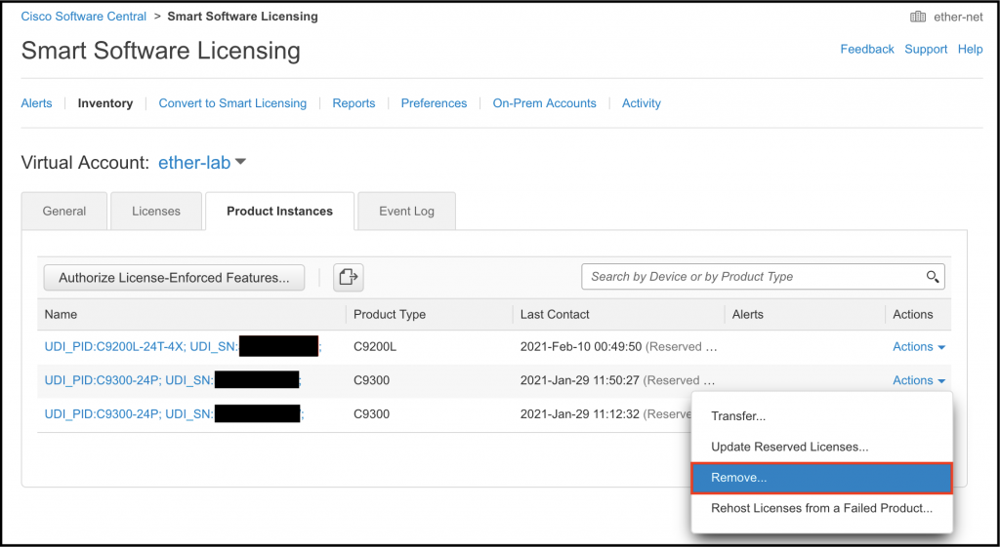 Cisco Software Central > Smart Software Licensing
ether-net
Smart Software Licensing
Feedback Support Help
Alerts Inventory Convert to Smart Licensing Reports Preferences On-Prem Accounts Activity
Virtual Account: ether-lab
General Licenses Product Instances Event Log
Authorize License-Enforced Features...
Search by Device or by Product Type
Name Product Type Last Contact Alerts Actions
UDI_PID:C9200L-24T-4X; UDI_SN: ; C9200L 2021-Feb-10 00:49:50 (Reserved ... Actions
UDI_PID:C9300-24P; UDI_SN: ; C9300 2021-Jan-29 11:50:27 (Reserved ... Actions
UDI_PID:C9300-24P; UDI_SN: ; C9300 2021-Jan-29 11:12:32 (Reserve
Transfer...
Update Reserved Licenses...
Remove...
Rehost Licenses from a Failed Product...